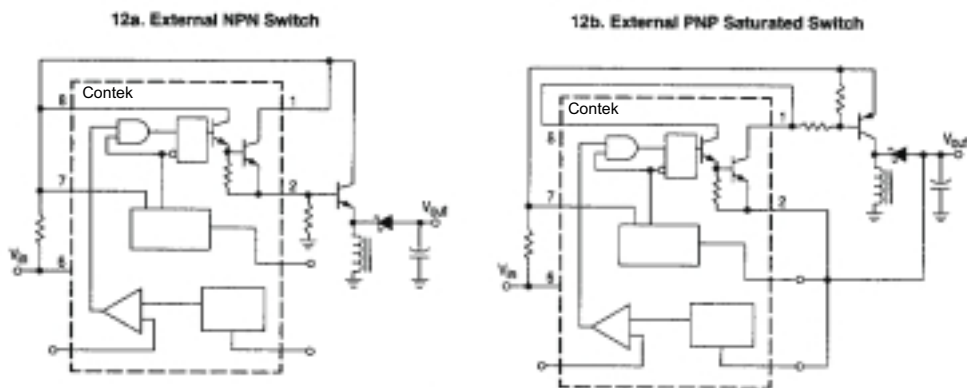 12a. External NPN Switch
12b. External PNP Saturated Switch
Contek
8
1
7
2
Vout
Vin
6
Contek
8
1
7
2
Vout
Vin
6